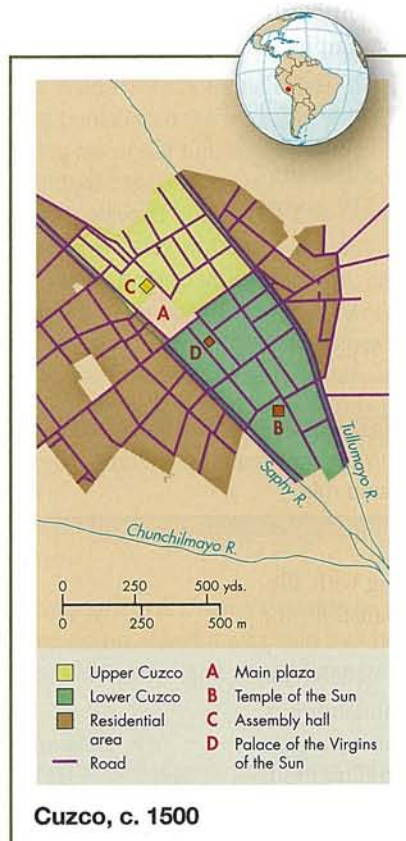 C
A
D
B
Tullumayo R.
Saphy R.
Chunchilmayo R.
0 250 500 yds.
0 250 500 m
Upper Cuzco
Lower Cuzco
Residential
area
Road
A Main plaza
B Temple of the Sun
C Assembly hall
D Palace of the Virgins
of the Sun
Cuzco, c. 1500